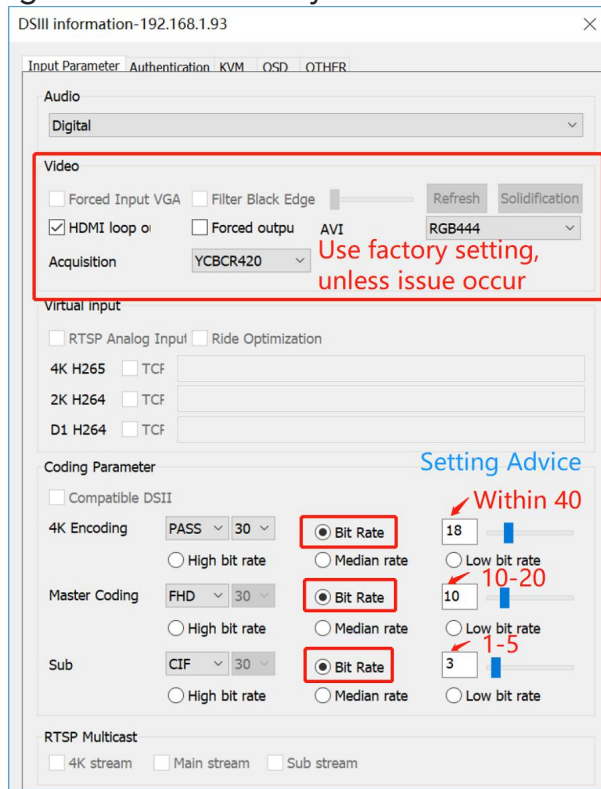 DSIII information-192.168.1.93
Input Parameter Authentication KVM OSD OTHER
Audio
Digital
Video
Forced Input VGA Filter Black Edge Refresh Solidification
HDMI loop o Forced outpu AVI RGB444
Use factory setting,
Acquisition YCBCR420
unless issue occur
Virtual input
RTSP Analog Input Ride Optimization
4K H265 TCF
2K H264 TCF
D1 H264 TCF
Coding Parameter Setting Advice
Compatible DSII
Within 40
4K Encoding PASS 30 Bit Rate 18
High bit rate Median rate Low bit rate
10-20
Master Coding FHD 30 Bit Rate 10
High bit rate Median rate Low bit rate
1-5
Sub CIF 30 Bit Rate 3
High bit rate Median rate Low bit rate
RTSP Multicast
4K stream Main stream Sub stream